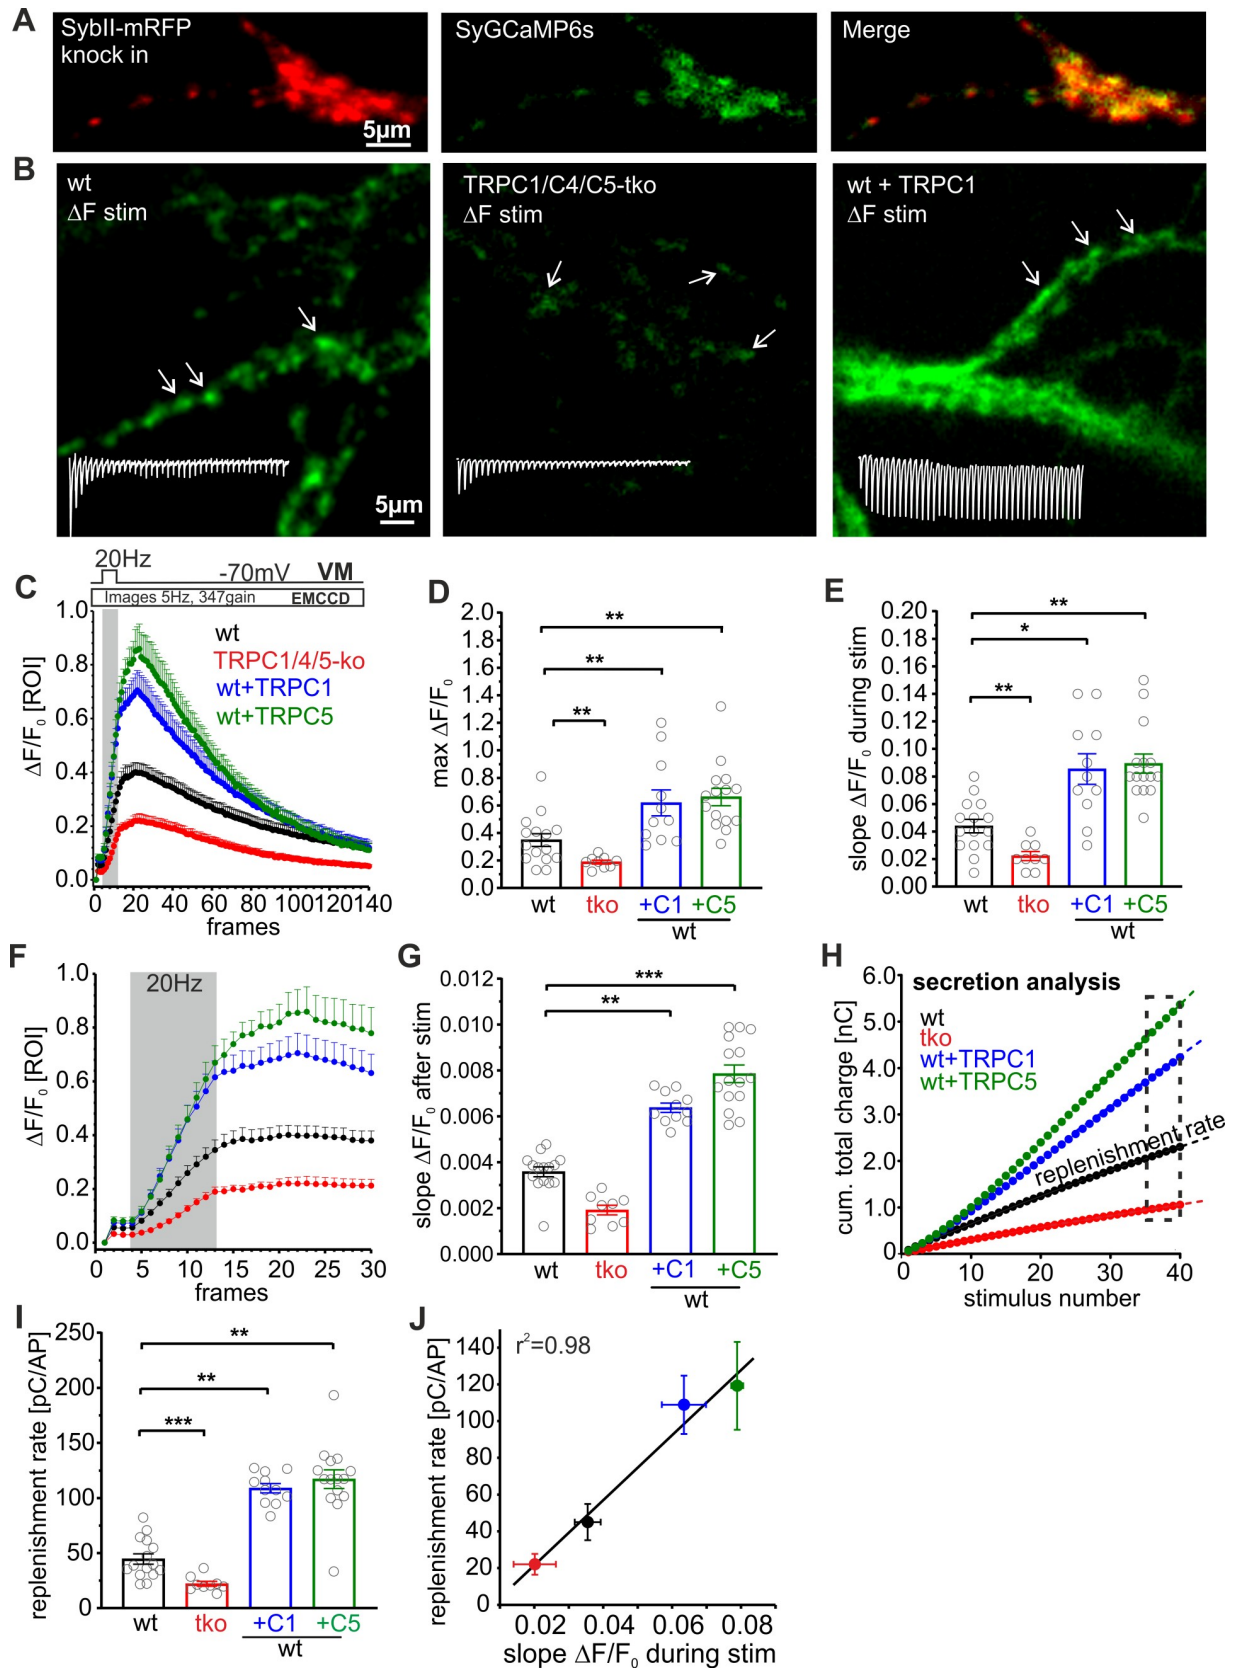 A
SybII-mRFP
knock in
5µm
SyGCaMP6s
Merge
B
wt
ΔF stim
5µm
TRPC1/C4/C5-tko
ΔF stim
wt + TRPC1
ΔF stim
C
20Hz
-70mV VM
Images 5Hz, 347gain EMCCD
1.0
0.8
0.6
0.4
0.2
0.0
ΔF/F₀ [ROI]
wt
TRPC1/4/5-ko
wt+TRPC1
wt+TRPC5
0 20 40 60 80 100 120 140
frames
D
2.0
1.8
1.6
1.4
1.2
1.0
0.8
0.6
0.4
0.2
0.0
max ΔF/F₀
**
**
**
wt tko +C1 +C5
wt
E
0.20
0.18
0.16
0.14
0.12
0.10
0.08
0.06
0.04
0.02
0.00
slope ΔF/F₀ during stim
**
*
**
wt tko +C1 +C5
wt
F
1.0
0.8
0.6
0.4
0.2
0.0
ΔF/F₀ [ROI]
20Hz
0 5 10 15 20 25 30
frames
G
0.012
0.010
0.008
0.006
0.004
0.002
0.000
slope ΔF/F₀ after stim
***
**
wt tko +C1 +C5
wt
H
6.0
5.0
4.0
3.0
2.0
1.0
0
cum. total charge [nC]
secretion analysis
wt
tko
wt+TRPC1
wt+TRPC5
replenishment rate
0 10 20 30 40
stimulus number
I
250
200
150
100
50
0
replenishment rate [pC/AP]
**
**
***
wt tko +C1 +C5
wt
J
140
120
100
80
60
40
20
0
replenishment rate [pC/AP]
r²=0.98
0.02 0.04 0.06 0.08
slope ΔF/F₀ during stim